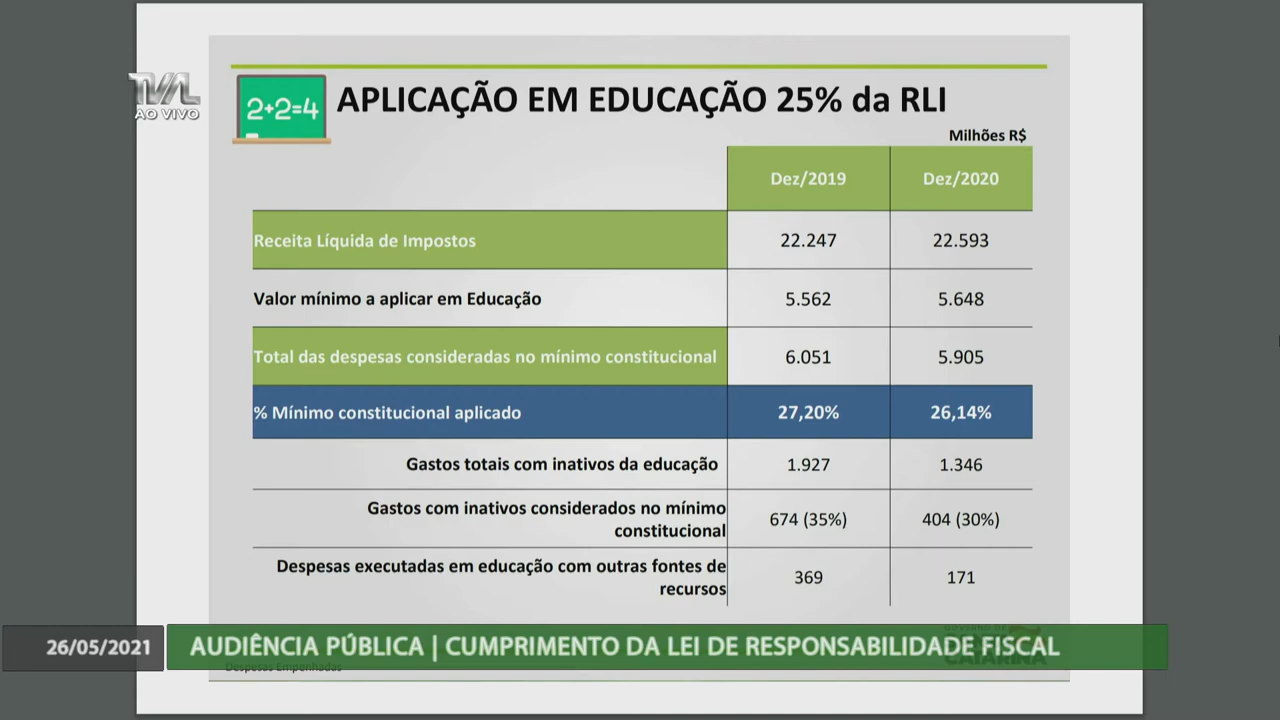 TVAL
AO VIVO
2+2=4
APLICAÇÃO EM EDUCAÇÃO 25% da RLI
Milhões R$
Dez/2019 Dez/2020
Receita Líquida de Impostos 22.247 22.593
Valor mínimo a aplicar em Educação 5.562 5.648
Total das despesas consideradas no mínimo constitucional 6.051 5.905
% Mínimo constitucional aplicado 27,20% 26,14%
Gastos totais com inativos da educação 1.927 1.346
Gastos com inativos considerados no mínimo
constitucional 674 (35%) 404 (30%)
Despesas executadas em educação com outras fontes de
recursos 369 171
26/05/2021 AUDIÊNCIA PÚBLICA | CUMPRIMENTO DA LEI DE RESPONSABILIDADE FISCAL
GOVERNO DE
CATARINA
Despesas Empenhadas